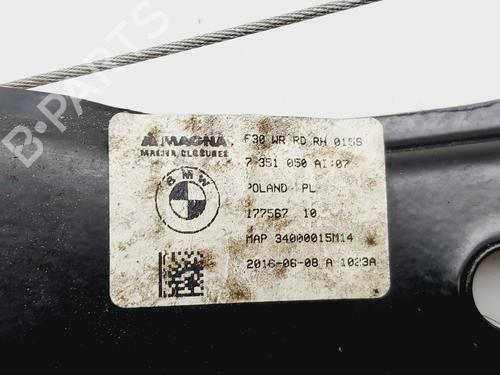 B-PARTS
MAGNA
MAGNA CLOSURES
BMW
F30 WR RD RH 015S
7 351 050 AI:07
POLAND PL
177567 10
MAP 34000015M14
2016-06-08 A 1023A